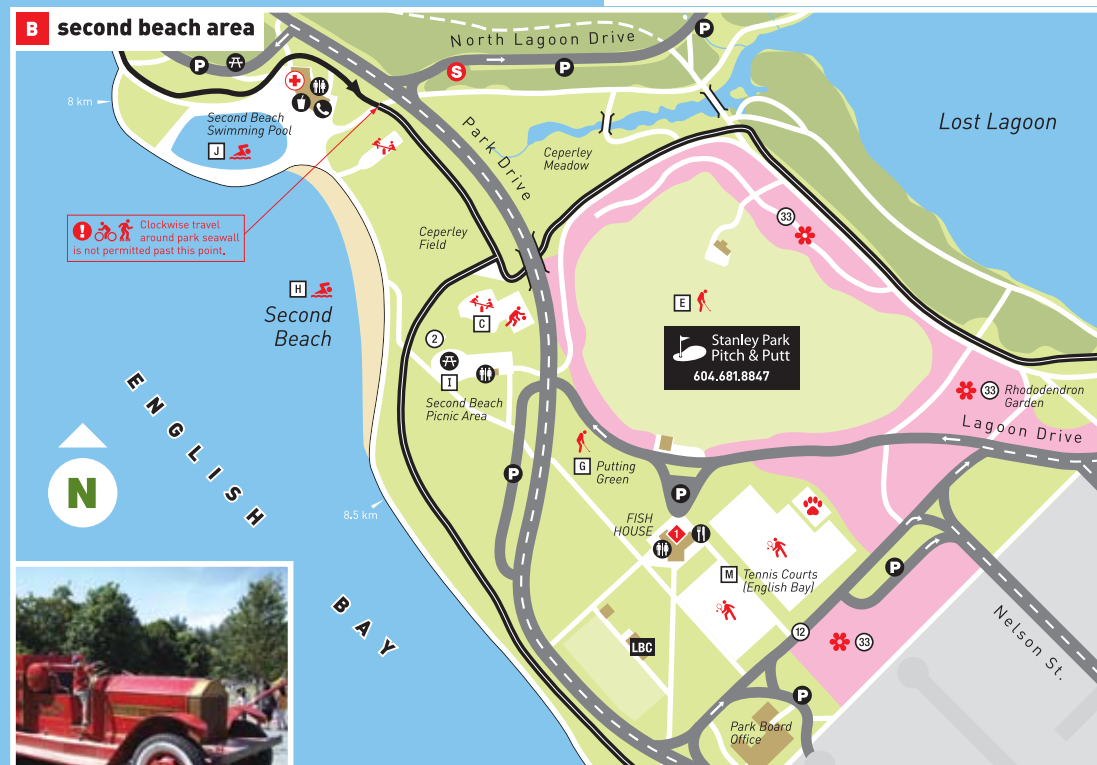 B second beach area
North Lagoon Drive
P
P
P
S
8 km
Second Beach
Swimming Pool
J
Park Drive
Ceperley
Meadow
Lost Lagoon
! Clockwise travel
around park seawall
is not permitted past this point.
Ceperley
Field
33
H
Second
Beach
E
C
2
Stanley Park
Pitch & Putt
604.681.8847
I
Second Beach
Picnic Area
33 Rhododendron
Garden
Lagoon Drive
ENGLISH
BAY
N
G Putting
Green
P
P
8.5 km
FISH
HOUSE
1
M Tennis Courts
(English Bay)
P
12
33
Nelson St.
LBC
P
Park Board
Office